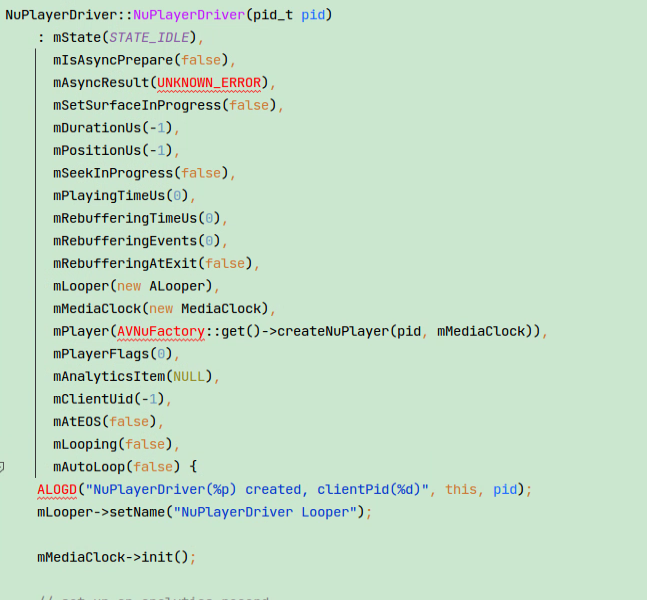 NuPlayerDriver::NuPlayerDriver(pid_t pid)
: mState(STATE_IDLE),
mIsAsyncPrepare(false),
mAsyncResult(UNKNOWN_ERROR),
mSetSurfaceInProgress(false),
mDurationUs(-1),
mPositionUs(-1),
mSeekInProgress(false),
mPlayingTimeUs(0),
mRebufferingTimeUs(0),
mRebufferingEvents(0),
mRebufferingAtExit(false),
mLooper(new ALooper),
mMediaClock(new MediaClock),
mPlayer(AVNuFactory::get()->createNuPlayer(pid, mMediaClock)),
mPlayerFlags(0),
mAnalyticsItem(NULL),
mClientUid(-1),
mAtEOS(false),
mLooping(false),
mAutoLoop(false) {
ALOGD("NuPlayerDriver(%p) created, clientPid(%d)", this, pid);
mLooper->setName("NuPlayerDriver Looper");
mMediaClock->init();